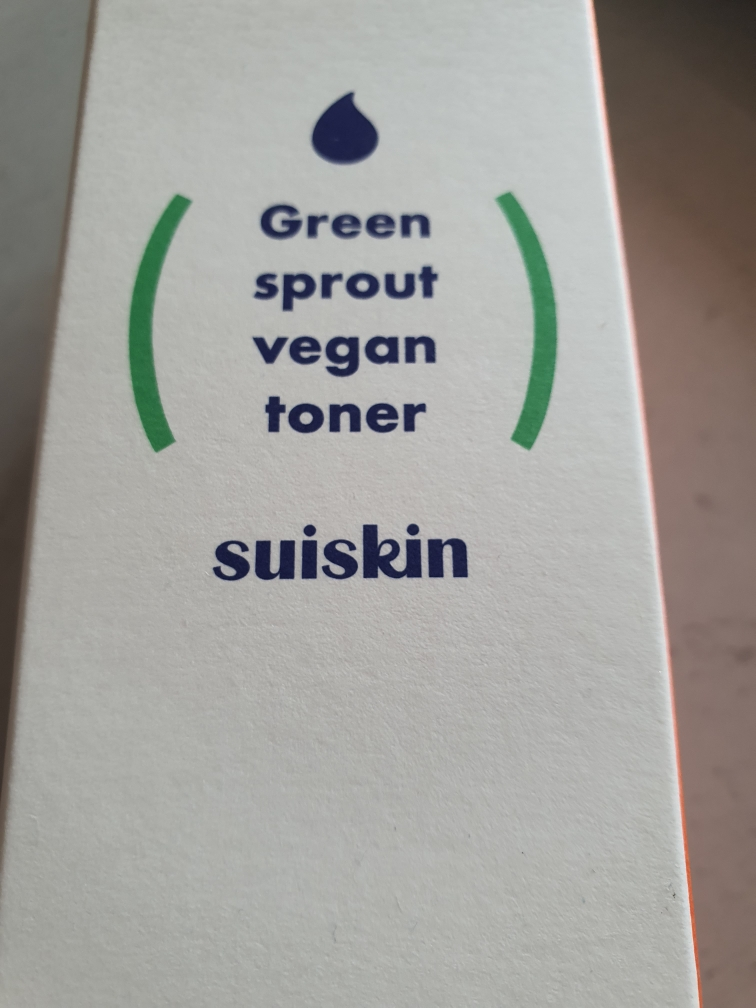 Green
sprout
vegan
toner
suiskin